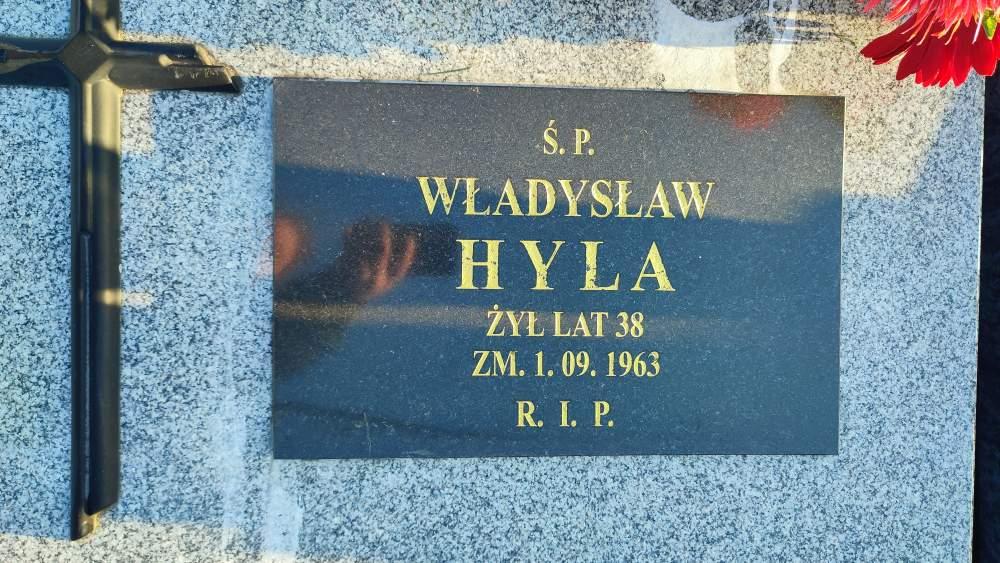 Ś. P.
WŁADYSŁAW
HYLA
ŻYŁ LAT 38
ZM. 1. 09. 1963
R. I. P.